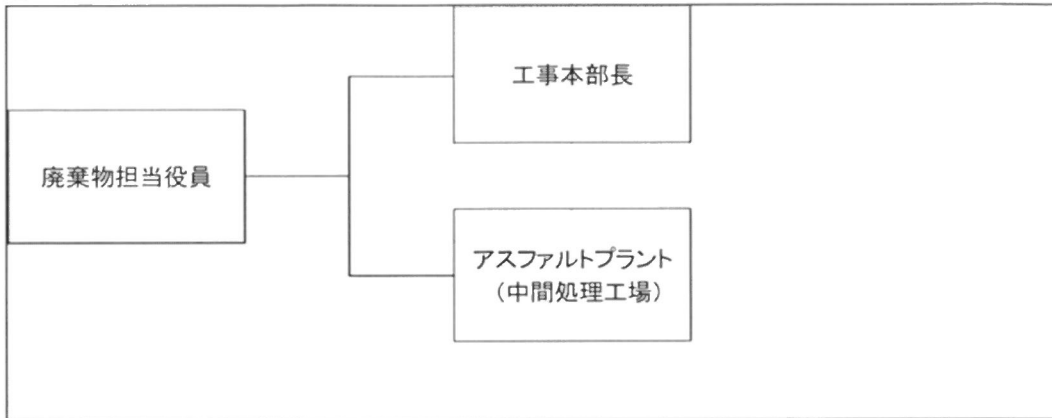 工事本部長
廃棄物担当役員
アスファルトプラント
（中間処理工場）